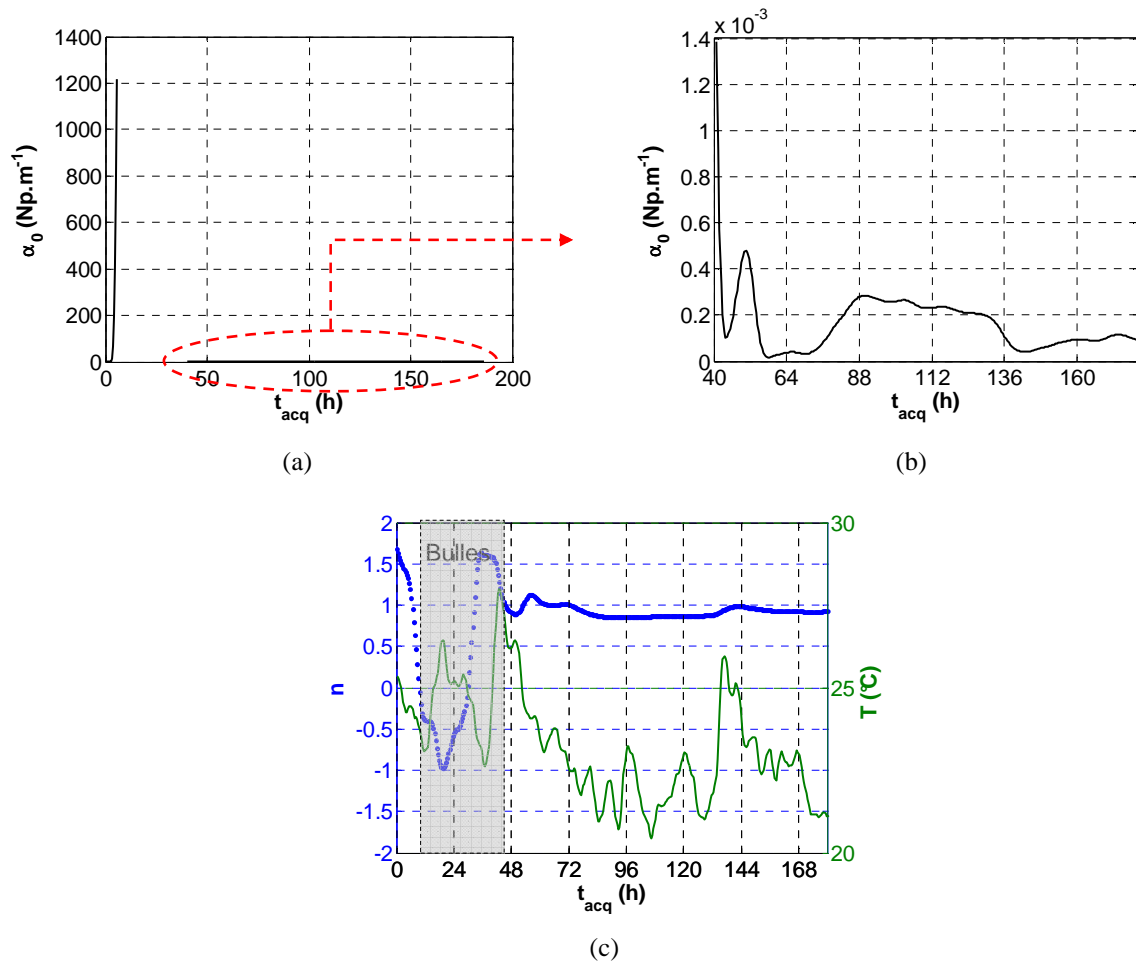 1400
1200
1000
800
600
400
200
0
α0 (Np.m-1)
0 50 100 150 200
tacq (h)
(a)
x 10-3
1.4
1.2
1
0.8
0.6
0.4
0.2
0
α0 (Np.m-1)
40 64 88 112 136 160
tacq (h)
(b)
2
1.5
1
0.5
0
-0.5
-1
-1.5
-2
n
Bulles
30
25
20
T (°C)
0 24 48 72 96 120 144 168
tacq (h)
(c)